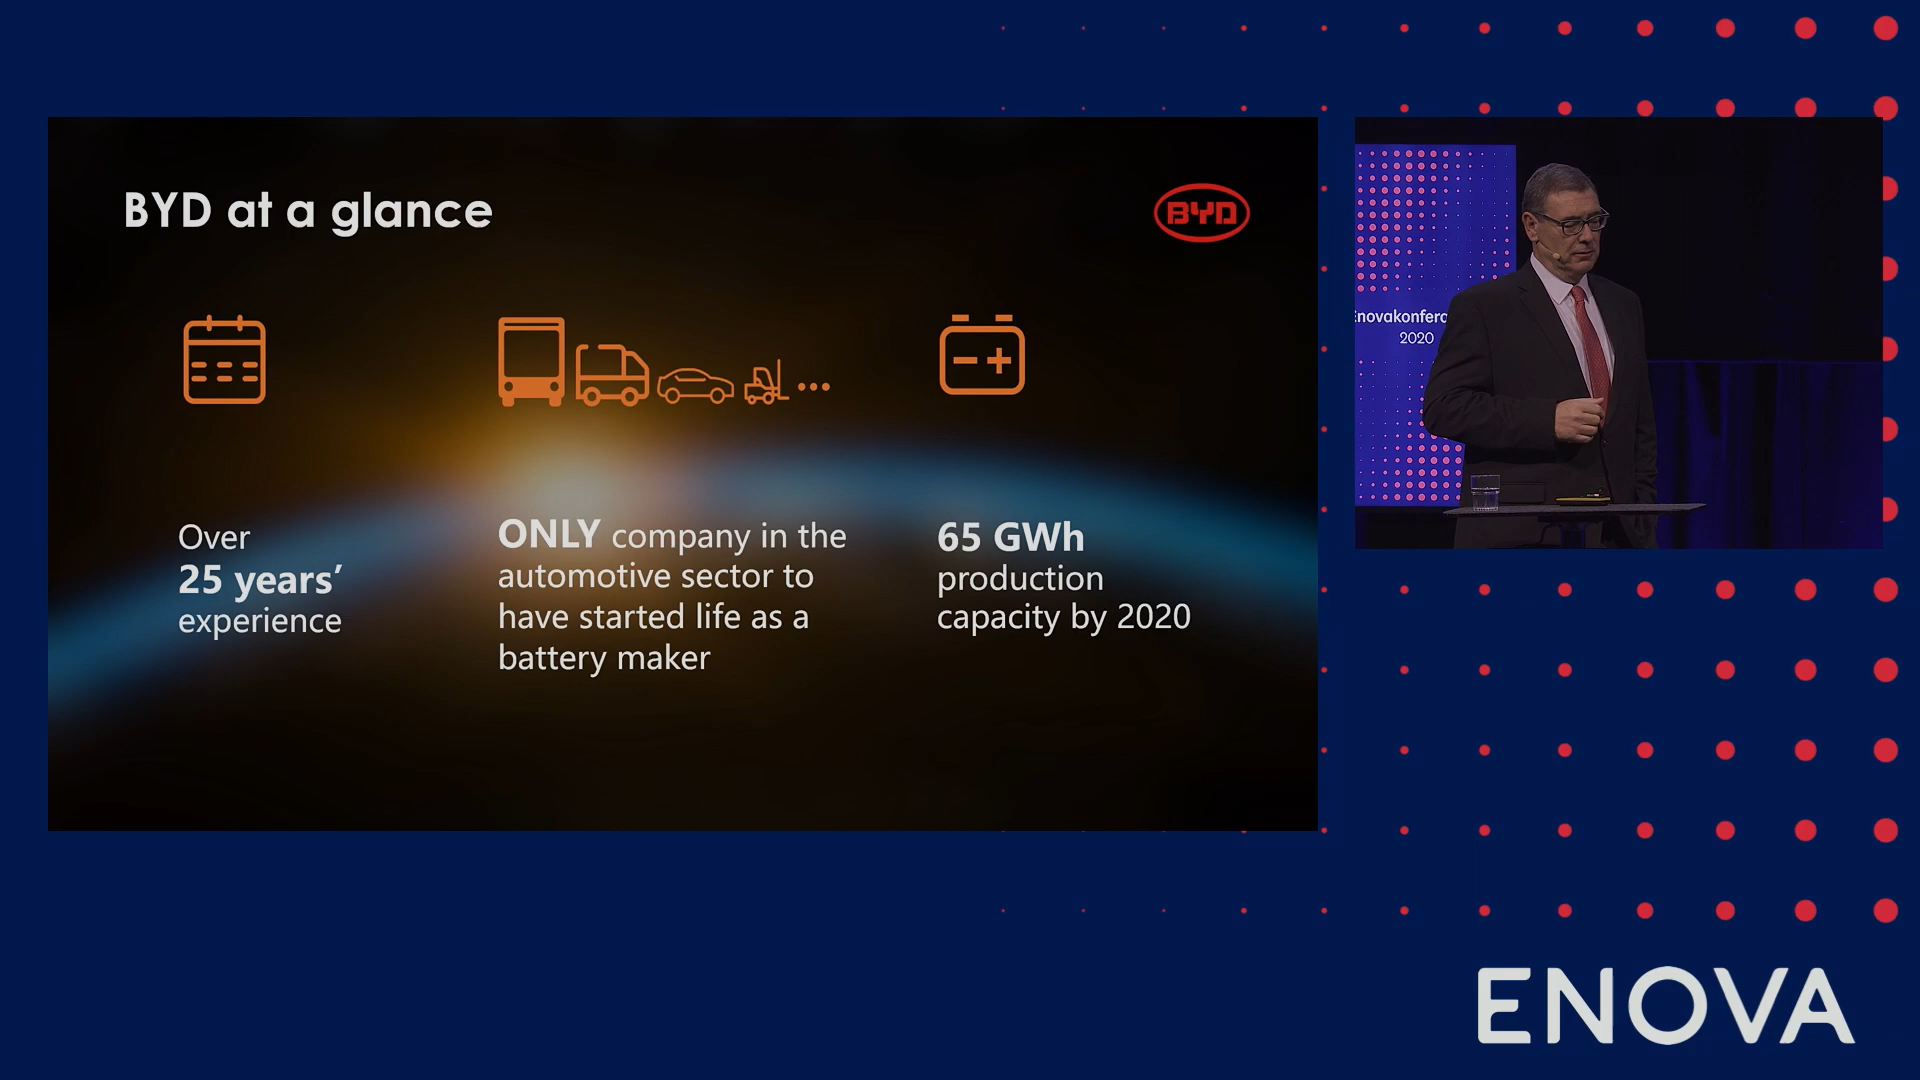 BYD at a glance
BYD
Over
25 years’
experience
ONLY company in the
automotive sector to
have started life as a
battery maker
65 GWh
production
capacity by 2020
2020
ENOVA